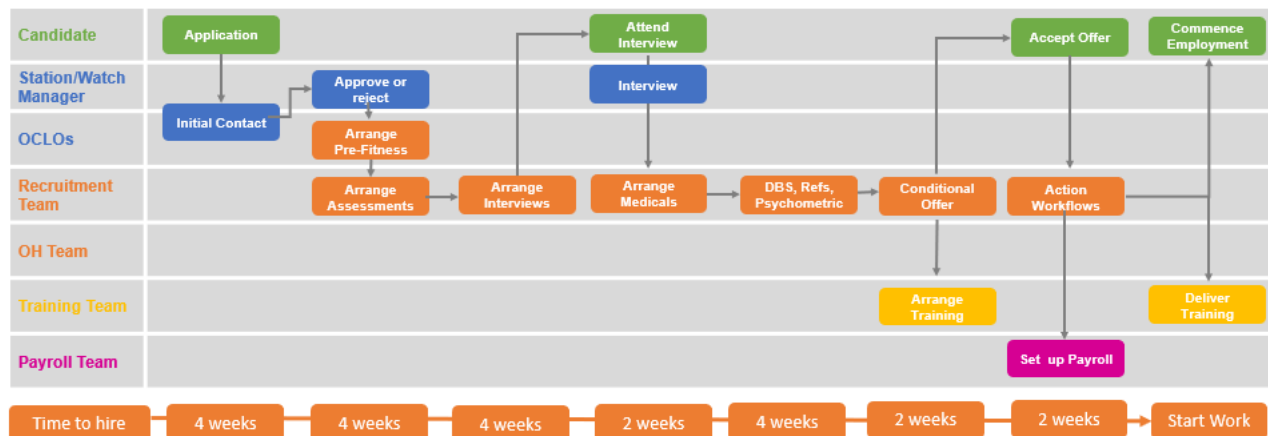 Candidate
Application
Attend
Interview
Accept Offer
Commence
Employment
Station/Watch
Manager
Initial Contact
Approve or
reject
Interview
OCLOs
Arrange
Pre-Fitness
Recruitment
Team
Arrange
Assessments
Arrange
Interviews
Arrange
Medicals
DBS, Refs,
Psychometric
Conditional
Offer
Action
Workflows
OH Team
Training Team
Arrange
Training
Deliver
Training
Payroll Team
Set up Payroll
Time to hire
4 weeks
4 weeks
4 weeks
2 weeks
4 weeks
2 weeks
2 weeks
Start Work